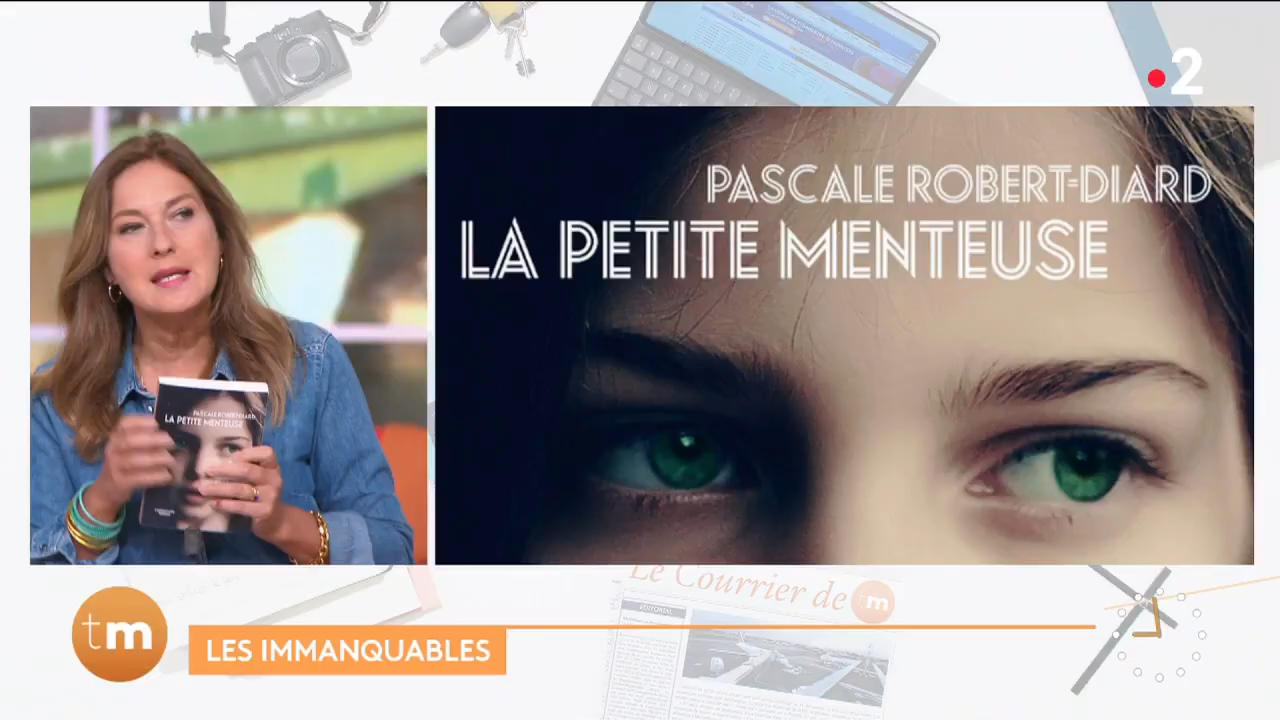 2
PASCALE ROBERT-DIARD
LA PETITE MENTEUSE
PASCALE ROBERT-DIARD
LA PETITE MENTEUSE
Le Courrier de tm
EDITORIAL
tm
LES IMMANQUABLES